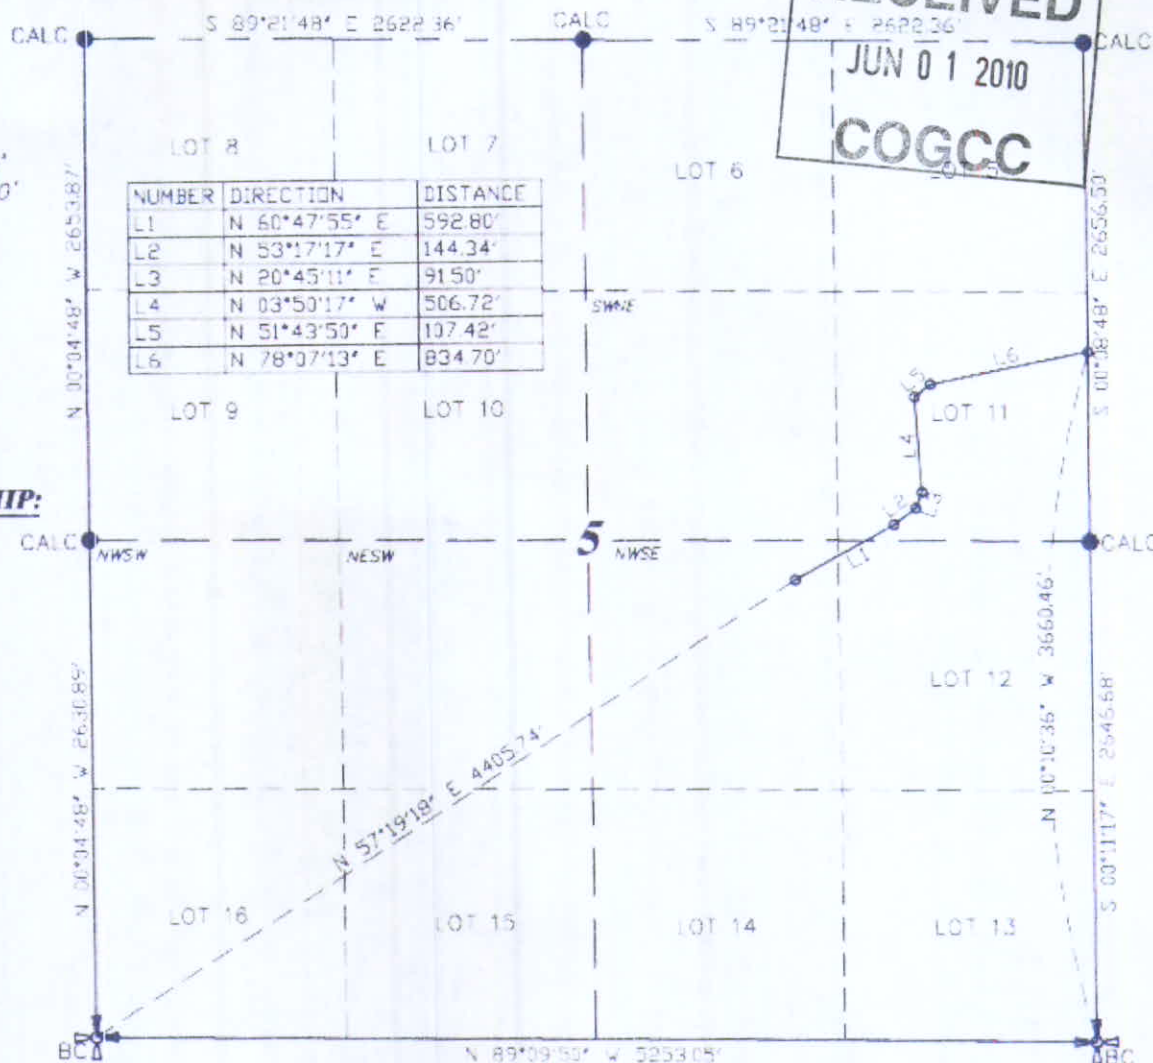 RECEIVED
JUN 0 1 2010
COGCC
CALC
S 89°21'48" E 2622.36'
CALC
S 89°21'48" E 2622.36'
CALC
LOT 8
LOT 7
LOT 6
NUMBER DIRECTION DISTANCE
L1 N 60°47'55" E 592.80'
L2 N 53°17'17" E 144.34'
L3 N 20°45'11" E 91.50'
L4 N 03°50'17" W 506.72'
L5 N 51°43'50" E 107.42'
L6 N 78°07'13" E 834.70'
N 00°04'48" W 2653.87'
S 00°08'48" E 2656.50'
SWNE
L6
L5
LOT 9
LOT 10
LOT 11
L4
L3
L2
L1
HIP:
CALC
NWSW
NESW
5
NWSE
CALC
LOT 12
N 00°04'48" W 2630.89'
N 57°19'18" E 4405.74'
N 00°10'36" W 3660.46'
S 00°11'17" E 2646.68'
LOT 16
LOT 15
LOT 14
LOT 13
BC
N 89°09'50" W 5253.05'
BC